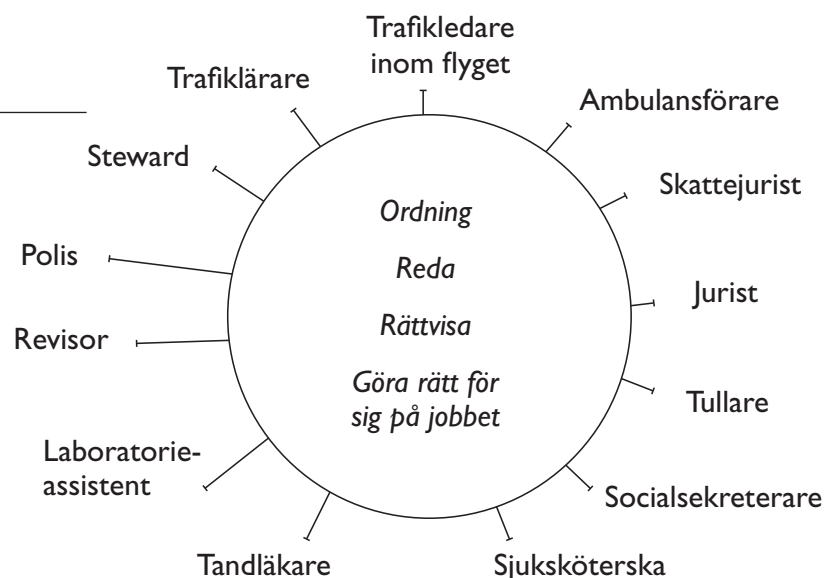 Trafikledare
inom flyget
Trafiklärare
Ambulansförare
Steward
Skattejurist
Ordning
Polis
Reda
Jurist
Revisor
Rättvisa
Göra rätt för
sig på jobbet
Tullare
Laboratorie-
assistent
Socialsekreterare
Tandläkare
Sjuksköterska